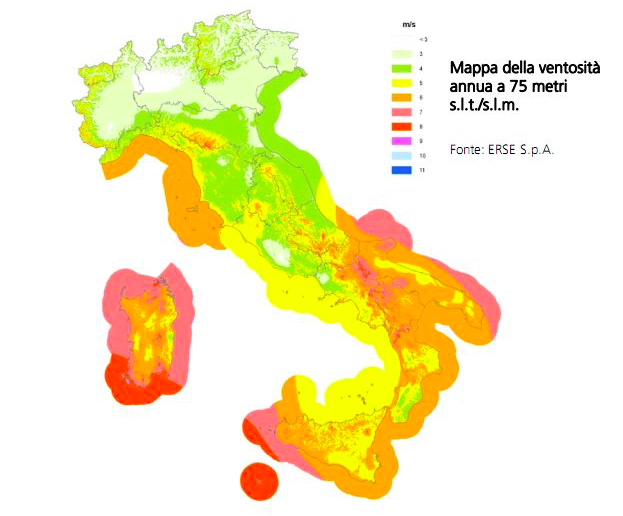 m/s
<3
3
4
5
6
7
8
9
10
11
Mappa della ventosità
annua a 75 metri
s.l.t./s.l.m.
Fonte: ERSE S.p.A.